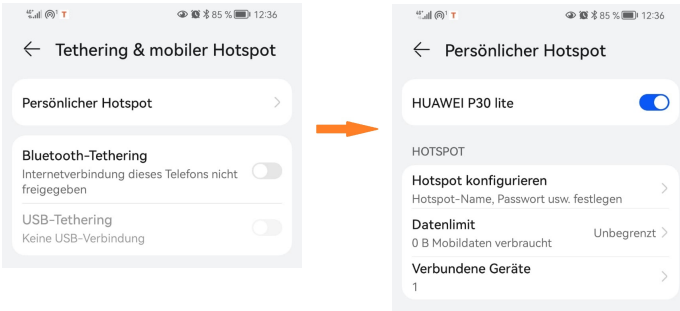 T 85 % 12:36
Tethering & mobiler Hotspot
Persönlicher Hotspot
Bluetooth-Tethering
Internetverbindung dieses Telefons nicht
freigegeben
USB-Tethering
Keine USB-Verbindung
T 85 % 12:36
Persönlicher Hotspot
HUAWEI P30 lite
HOTSPOT
Hotspot konfigurieren
Hotspot-Name, Passwort usw. festlegen
Datenlimit
0 B Mobildaten verbraucht Unbegrenzt
Verbundene Geräte
1